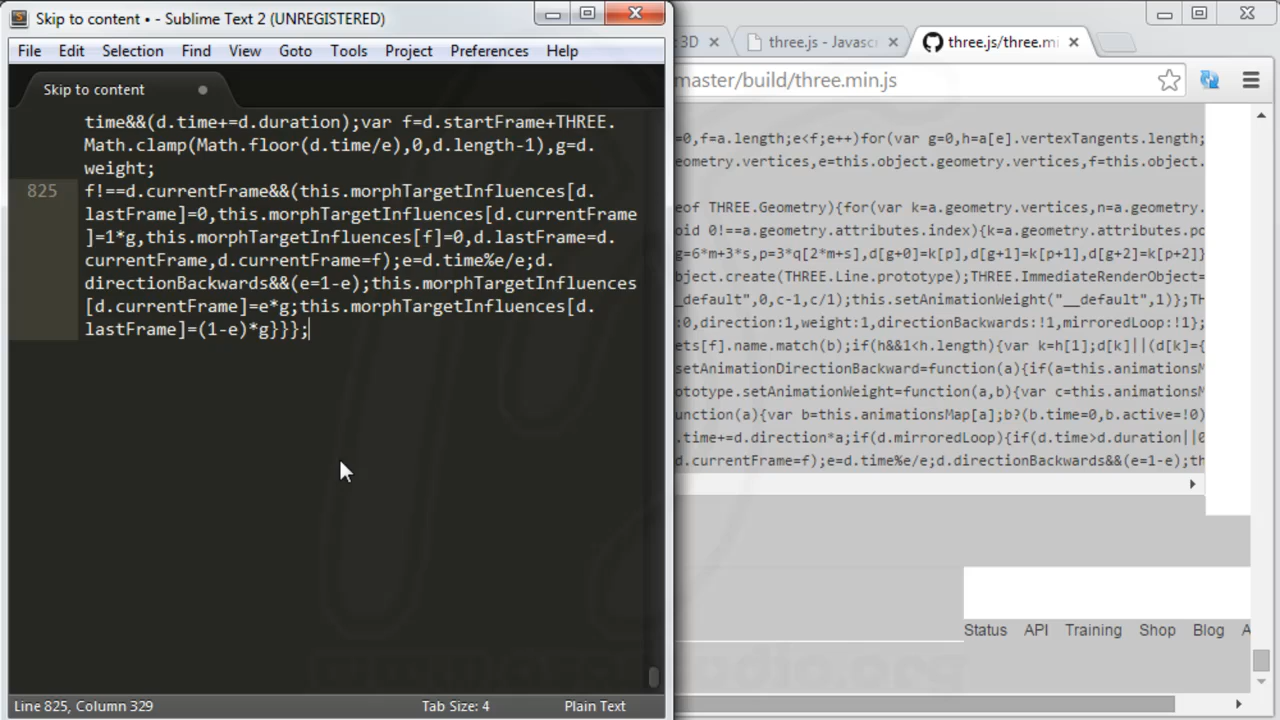 Skip to content • - Sublime Text 2 (UNREGISTERED)
File Edit Selection Find View Goto Tools Project Preferences Help
Skip to content
time&&(d.time+=d.duration);var f=d.startFrame+THREE.
Math.clamp(Math.floor(d.time/e),0,d.length-1),g=d.
weight;
825 f!==d.currentFrame&&(this.morphTargetInfluences[d.
lastFrame]=0,this.morphTargetInfluences[d.currentFrame
]=1*g,this.morphTargetInfluences[f]=0,d.lastFrame=d.
currentFrame,d.currentFrame=f);e=d.time%e/e;d.
directionBackwards&&(e=1-e);this.morphTargetInfluences
[d.currentFrame]=e*g;this.morphTargetInfluences[d.
lastFrame]=(1-e)*g}}};
Line 825, Column 329 Tab Size: 4 Plain Text
3D three.js - Javasc three.js/three.mi
master/build/three.min.js
=0,f=a.length;e<f;e++)for(var g=0,h=a[e].vertexTangents.length;
eometry.vertices,e=this.object.geometry.vertices,f=this.object.
eof THREE.Geometry){for(var k=a.geometry.vertices,n=a.geometry.
oid 0!==a.geometry.attributes.index){k=a.geometry.attributes.po
g=6*m+3*s,p=3*q[2*m+s],d[g+0]=k[p],d[g+1]=k[p+1],d[g+2]=k[p+2]
bject.create(THREE.Line.prototype);THREE.ImmediateRenderObject=
_default",0,c-1,c/1);this.setAnimationWeight("__default",1)};TH
:0,direction:1,weight:1,directionBackwards:!1,mirroredLoop:!1};
ets[f].name.match(b);if(h&&1<h.length){var k=h[1];d[k]||(d[k]={
setAnimationDirectionBackward=function(a){if(a=this.animationsM
ototype.setAnimationWeight=function(a,b){var c=this.animationsM
unction(a){var b=this.animationsMap[a];b?(b.time=0,b.active=!0)
.time+=d.direction*a;if(d.mirroredLoop){if(d.time>d.duration||0
d.currentFrame=f);e=d.time%e/e;d.directionBackwards&&(e=1-e);th
Status API Training Shop Blog A